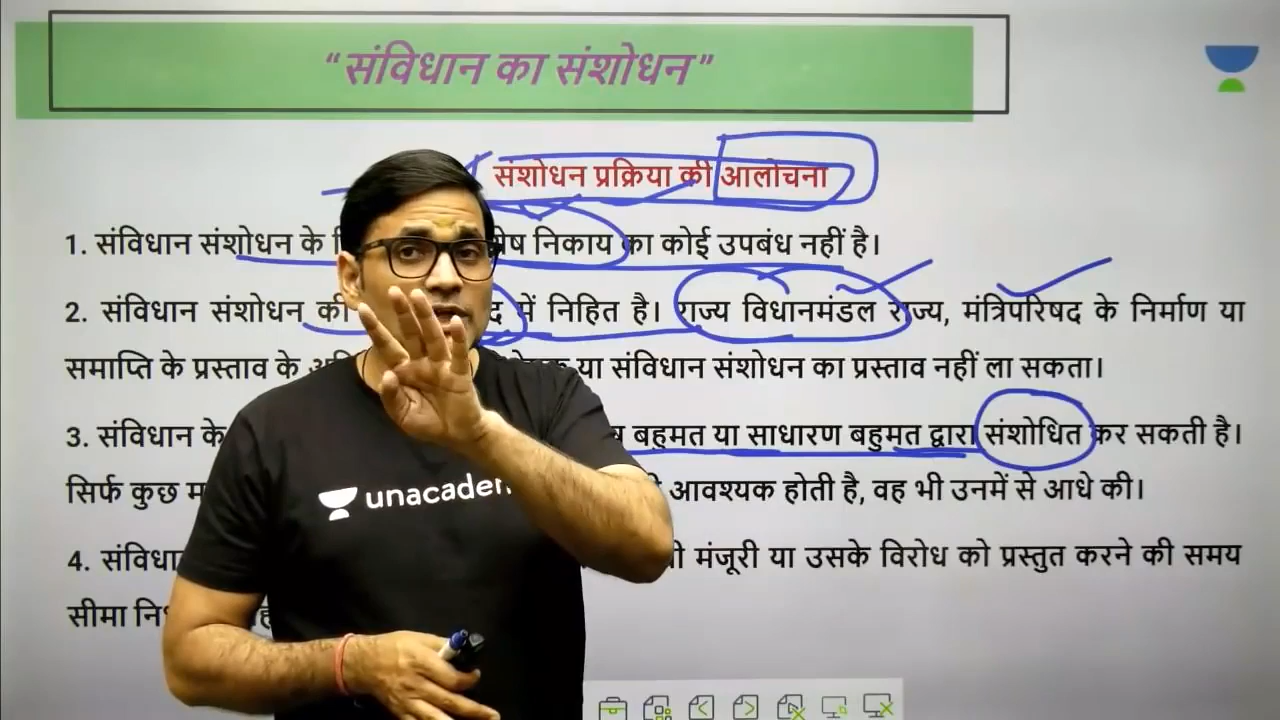 “संविधान का संशोधन”
संशोधन प्रक्रिया की आलोचना
1. संविधान संशोधन के निकाय का कोई उपबंध नहीं है।
2. संविधान संशोधन की में निहित है। राज्य विधानमंडल राज्य, मंत्रिपरिषद के निर्माण या
समाप्ति के प्रस्ताव के या संविधान संशोधन का प्रस्ताव नहीं ला सकता।
3. संविधान के बहुमत या साधारण बहुमत द्वारा संशोधित कर सकती है।
सिर्फ कुछ आवश्यक होती है, वह भी उनमें से आधे की।
4. मंजूरी या उसके विरोध को प्रस्तुत करने की समय
सीमा
unacadem